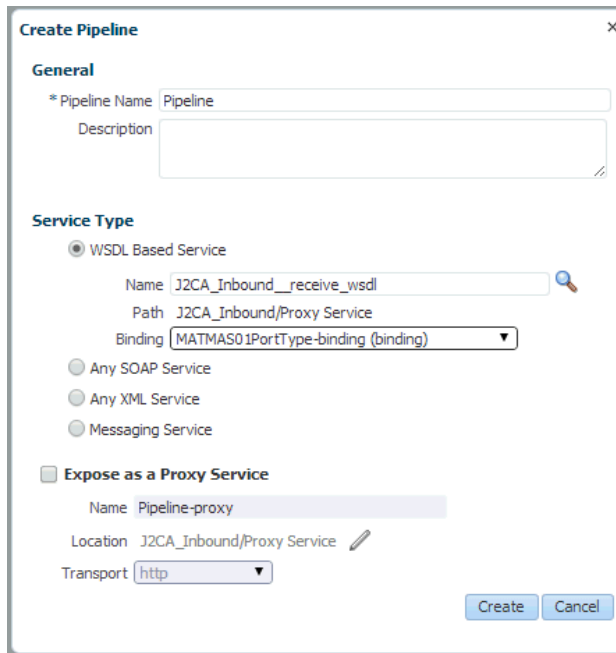 Create Pipeline
General
* Pipeline Name Pipeline
Description
Service Type
WSDL Based Service
Name J2CA_Inbound__receive_wsdl
Path J2CA_Inbound/Proxy Service
Binding MATMAS01PortType-binding (binding)
Any SOAP Service
Any XML Service
Messaging Service
Expose as a Proxy Service
Name Pipeline-proxy
Location J2CA_Inbound/Proxy Service
Transport http
Create Cancel